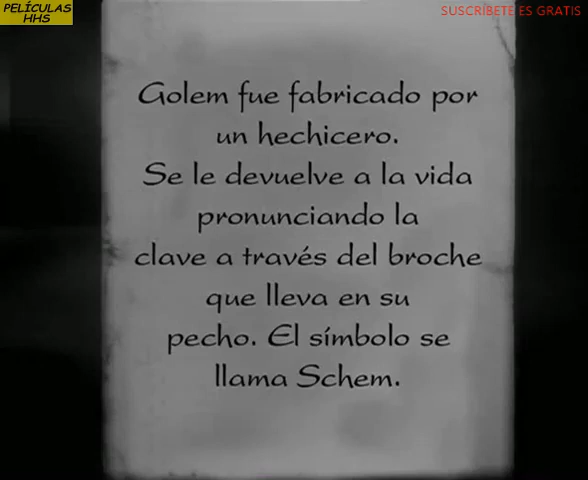 PELÍCULAS
HHS
SUSCRÍBETE ES GRATIS
Golem fue fabricado por
un hechicero.
Se le devuelve a la vida
pronunciando la
clave a través del broche
que lleva en su
pecho. El símbolo se
llama Schem.